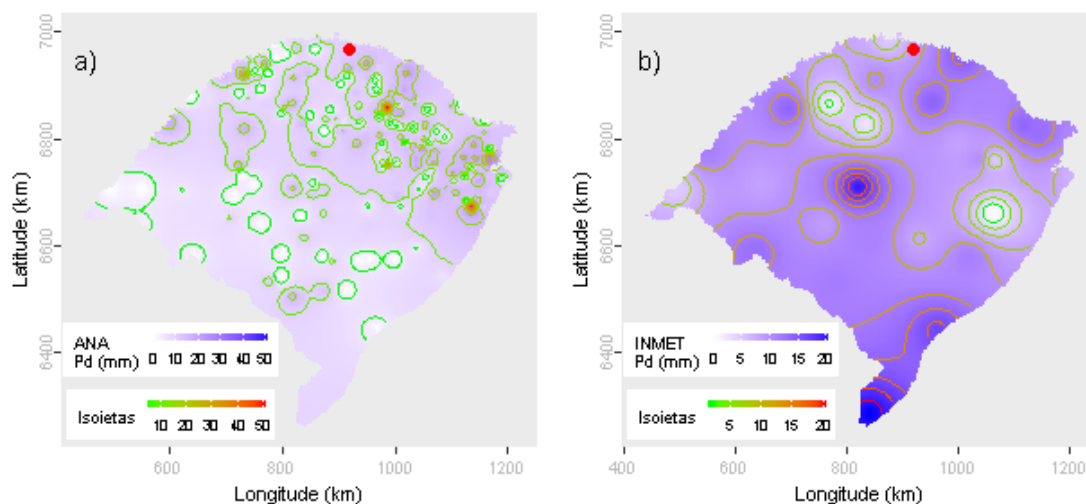 a)
7000
6800
6600
6400
Latitude (km)
ANA
Pd (mm)
0 10 20 30 40 50
Isoietas
10 20 30 40 50
600 800 1000 1200
Longitude (km)
b)
7000
6800
6600
6400
Latitude (km)
INMET
Pd (mm)
0 5 10 15 20
Isoietas
5 10 15 20
400 600 800 1000 1200
Longitude (km)